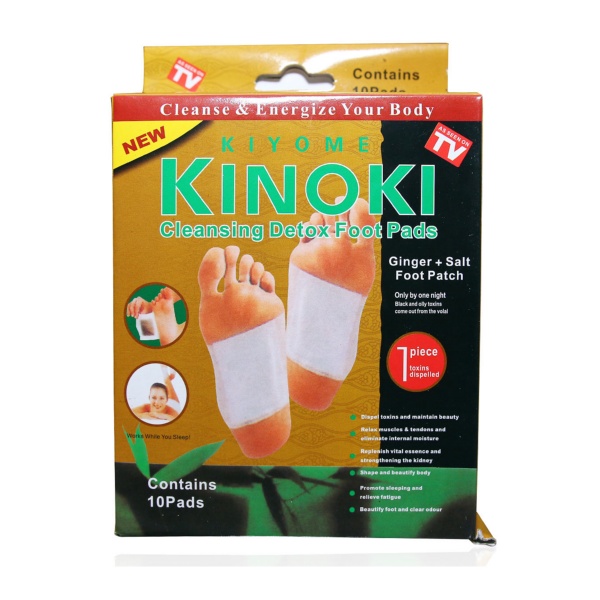 AS SEEN ON
TV
Contains
10Pads
Cleanse & Energize Your Body
NEW
AS SEEN ON
TV
KIYOME
KINOKI
Cleansing Detox Foot Pads
Ginger + Salt
Foot Patch
Only by one night
Black and oily toxins
come out from the volal
1 piece
toxins
dispelled
Works While You Sleep!
Dispel toxins and maintain beauty
Relax muscles & tendons and
eliminate internal moisture
Replenish vital essence and
strengthening the kidney
Shape and beautify body
Promote sleeping and
relieve fatigue
Beautify foot and clear odour
Contains
10Pads